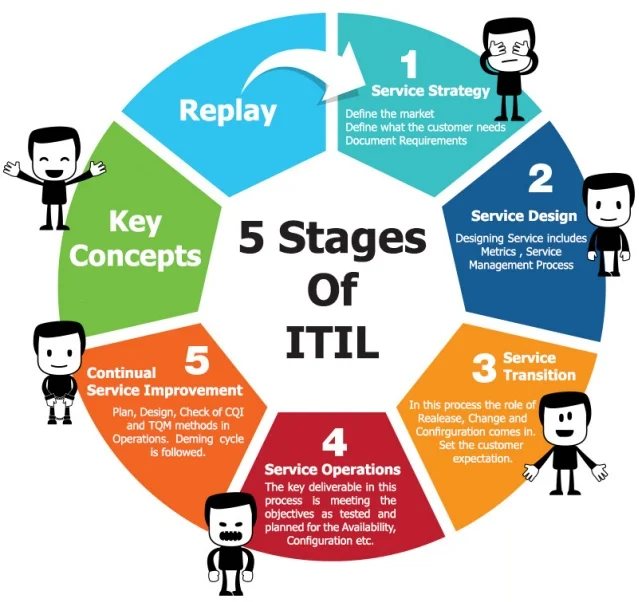 5 Stages
Of
ITIL
1
Service Strategy
Define the market
Define what the customer needs
Document Requirements
2
Service Design
Designing Service includes
Metrics , Service
Management Process
3
Service
Transition
In this process the role of
Realease, Change and
Confirguration comes in.
Set the customer
expectation.
4
Service Operations
The key deliverable in this
process is meeting the
objectives as tested and
planned for the Availability,
Configuration etc.
5
Continual
Service Improvement
Plan, Design, Check of CQI
and TQM methods in
Operations. Deming cycle
is followed.
Key
Concepts
Replay